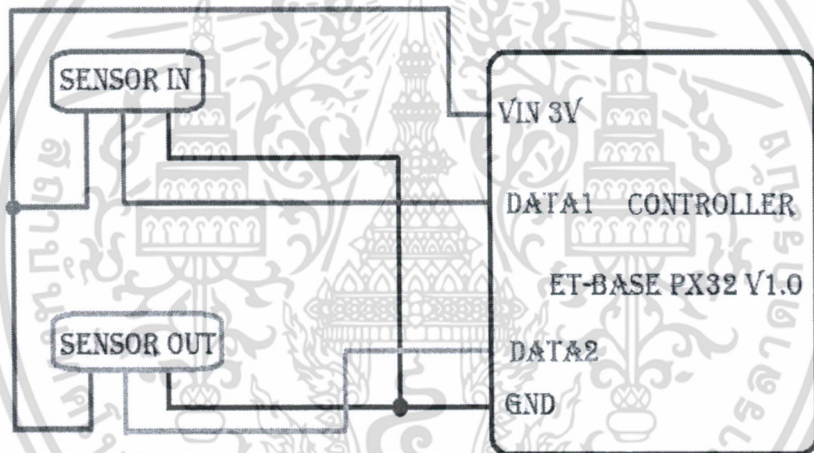 SENSOR IN
VIN 3V
DATA1 CONTROLLER
ET-BASE PX32 V1.0
SENSOR OUT
DATA2
GND